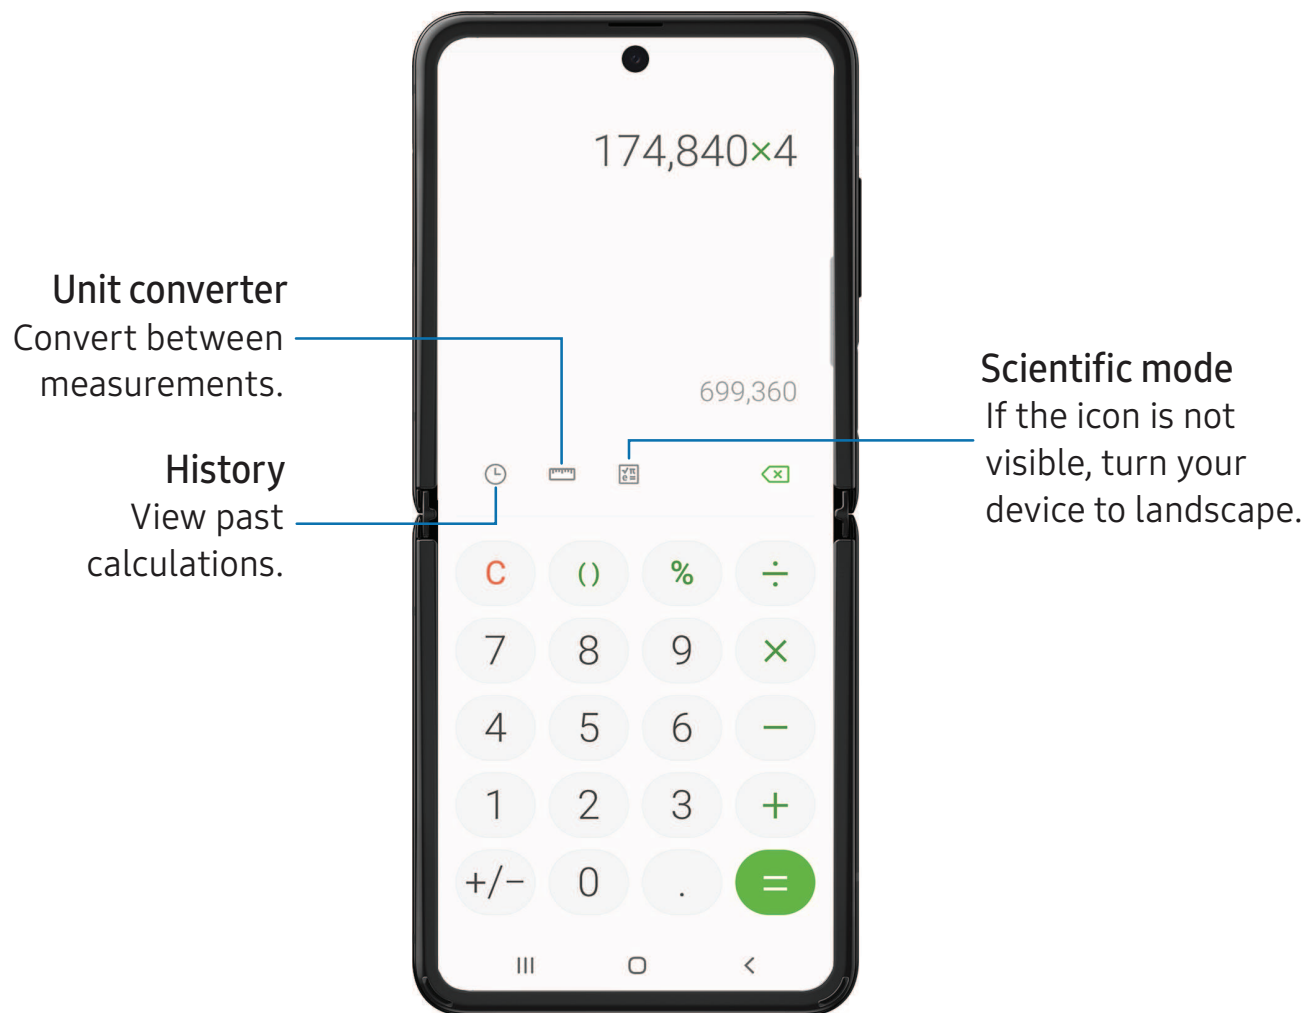 174,840×4
Unit converter
Convert between
measurements.
699,360
Scientific mode
If the icon is not
visible, turn your
device to landscape.
History
View past
calculations.
√π
e=
C () % ÷
7 8 9 ×
4 5 6 −
1 2 3 +
+/− 0 . =